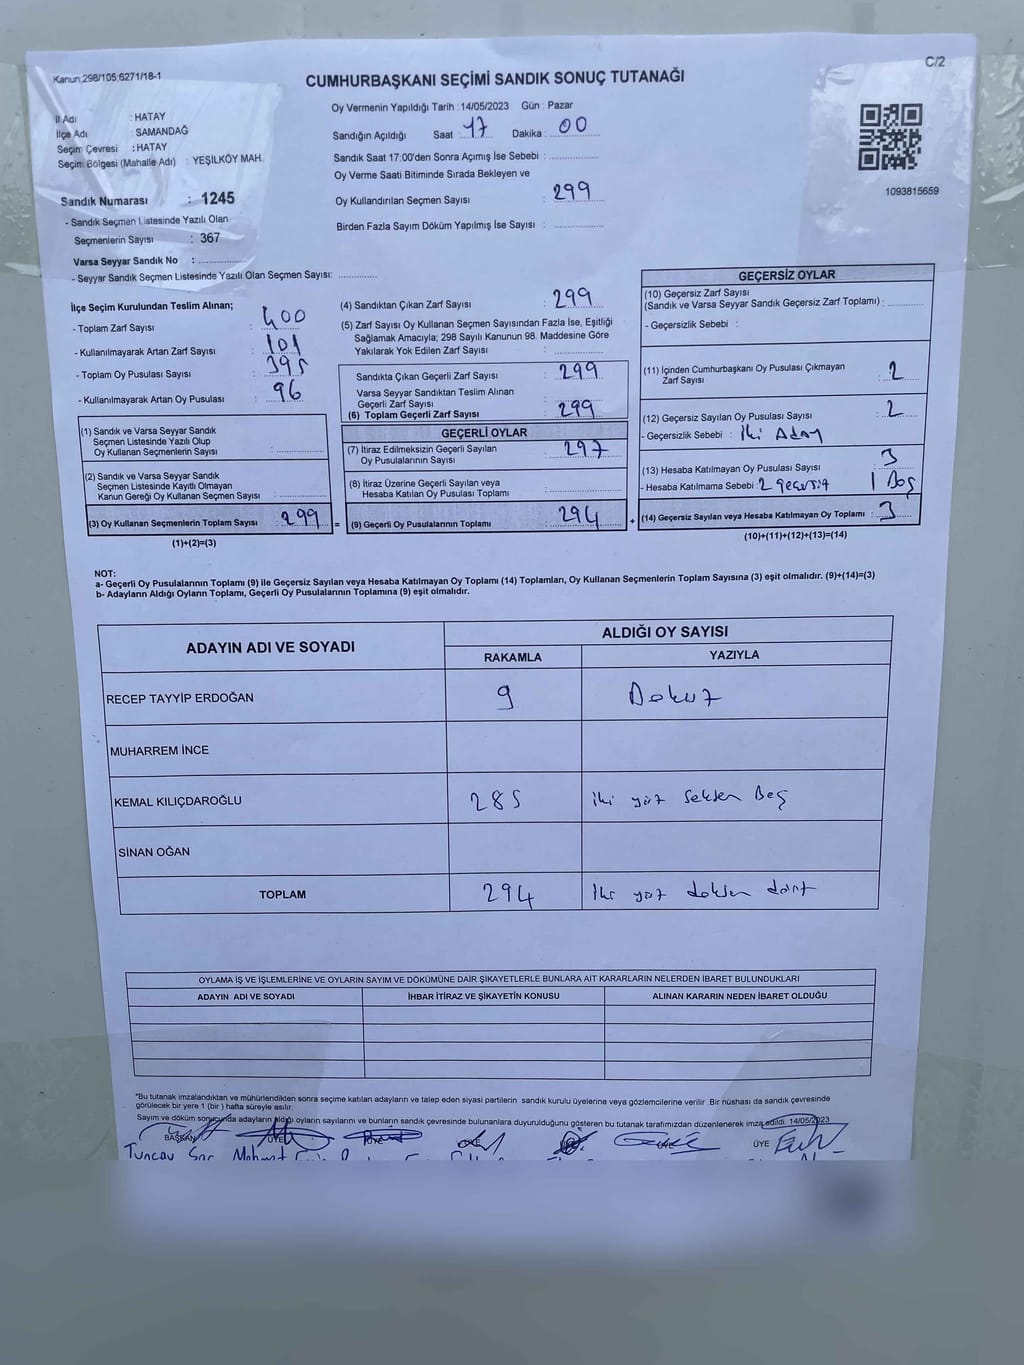 Kanun;298/105;6271/18-1
C/2
CUMHURBAŞKANI SEÇİMİ SANDIK SONUÇ TUTANAĞI
İl Adı : HATAY
İlçe Adı : SAMANDAĞ
Seçim Çevresi : HATAY
Seçim Bölgesi (Mahalle Adı) : YEŞİLKÖY MAH.
Sandık Numarası : 1245
- Sandık Seçmen Listesinde Yazılı Olan
Seçmenlerin Sayısı : 367
Varsa Seyyar Sandık No : ................
- Seyyar Sandık Seçmen Listesinde Yazılı Olan Seçmen Sayısı: ............
Oy Vermenin Yapıldığı Tarih : 14/05/2023 Gün : Pazar
Sandığın Açıldığı Saat : 17 Dakika : 00
Sandık Saat 17:00'den Sonra Açımış İse Sebebi : ................
Oy Verme Saati Bitiminde Sırada Bekleyen ve
Oy Kullandırılan Seçmen Sayısı : 299
Birden Fazla Sayım Döküm Yapılmış İse Sayısı : ................
1093815659
İlçe Seçim Kurulundan Teslim Alınan;
- Toplam Zarf Sayısı : 400
- Kullanılmayarak Artan Zarf Sayısı : 101
- Toplam Oy Pusulası Sayısı : 395
- Kullanılmayarak Artan Oy Pusulası : 96
(1) Sandık ve Varsa Seyyar Sandık
Seçmen Listesinde Yazılı Olup
Oy Kullanan Seçmenlerin Sayısı : ................
(2) Sandık ve Varsa Seyyar Sandık
Seçmen Listesinde Kayıtlı Olmayan
Kanun Gereği Oy Kullanan Seçmen Sayısı : ................
(3) Oy Kullanan Seçmenlerin Toplam Sayısı : 299 =
(1)+(2)=(3)
(4) Sandıktan Çıkan Zarf Sayısı : 299
(5) Zarf Sayısı Oy Kullanan Seçmen Sayısından Fazla İse, Eşitliği
Sağlamak Amacıyla; 298 Sayılı Kanunun 98. Maddesine Göre
Yakılarak Yok Edilen Zarf Sayısı : ................
Sandıkta Çıkan Geçerli Zarf Sayısı : 299
Varsa Seyyar Sandıktan Teslim Alınan
Geçerli Zarf Sayısı : ................
(6) Toplam Geçerli Zarf Sayısı : 299
GEÇERLİ OYLAR
(7) İtiraz Edilmeksizin Geçerli Sayılan
Oy Pusulalarının Sayısı : 297
(8) İtiraz Üzerine Geçerli Sayılan veya
Hesaba Katılan Oy Pusulası Toplamı : ................
(9) Geçerli Oy Pusulalarının Toplamı : 294 +
GEÇERSİZ OYLAR
(10) Geçersiz Zarf Sayısı
(Sandık ve Varsa Seyyar Sandık Geçersiz Zarf Toplamı) : ............
- Geçersizlik Sebebi :
(11) İçinden Cumhurbaşkanı Oy Pusulası Çıkmayan
Zarf Sayısı : 2
(12) Geçersiz Sayılan Oy Pusulası Sayısı : 2
- Geçersizlik Sebebi : İki Aday
(13) Hesaba Katılmayan Oy Pusulası Sayısı : 3
- Hesaba Katılmama Sebebi : 2 geçersiz 1 Boş
(14) Geçersiz Sayılan veya Hesaba Katılmayan Oy Toplamı : 3
(10)+(11)+(12)+(13)=(14)
NOT:
a- Geçerli Oy Pusulalarının Toplamı (9) ile Geçersiz Sayılan veya Hesaba Katılmayan Oy Toplamı (14) Toplamları, Oy Kullanan Seçmenlerin Toplam Sayısına (3) eşit olmalıdır. (9)+(14)=(3)
b- Adayların Aldığı Oyların Toplamı, Geçerli Oy Pusulalarının Toplamına (9) eşit olmalıdır.
ADAYIN ADI VE SOYADI ALDIĞI OY SAYISI
RAKAMLA YAZIYLA
RECEP TAYYİP ERDOĞAN 9 Dokuz
MUHARREM İNCE
KEMAL KILIÇDAROĞLU 285 iki yüz seksen Beş
SİNAN OĞAN
TOPLAM 294 iki yüz doksan dört
OYLAMA İŞ VE İŞLEMLERİNE VE OYLARIN SAYIM VE DÖKÜMÜNE DAİR ŞİKAYETLERLE BUNLARA AİT KARARLARIN NELERDEN İBARET BULUNDUKLARI
ADAYIN ADI VE SOYADI İHBAR İTİRAZ VE ŞİKAYETİN KONUSU ALINAN KARARIN NEDEN İBARET OLDUĞU
"Bu tutanak imzalandıktan ve mühürlendikten sonra seçime katılan adayların ve talep eden siyasi partilerin sandık kurulu üyelerine veya gözlemcilerine verilir .Bir nüshası da sandık çevresinde
görülecek bir yere 1 (bir ) hafta süreyle asılır.
Sayım ve döküm sonucunda adayların aldığı oyların sayılarını ve bunların sandık çevresinde bulunanlara duyurulduğunu gösteren bu tutanak tarafımızdan düzenlenerek imza edildi. 14/05/2023
BAŞKAN ÜYE ÜYE ÜYE
Tuncay